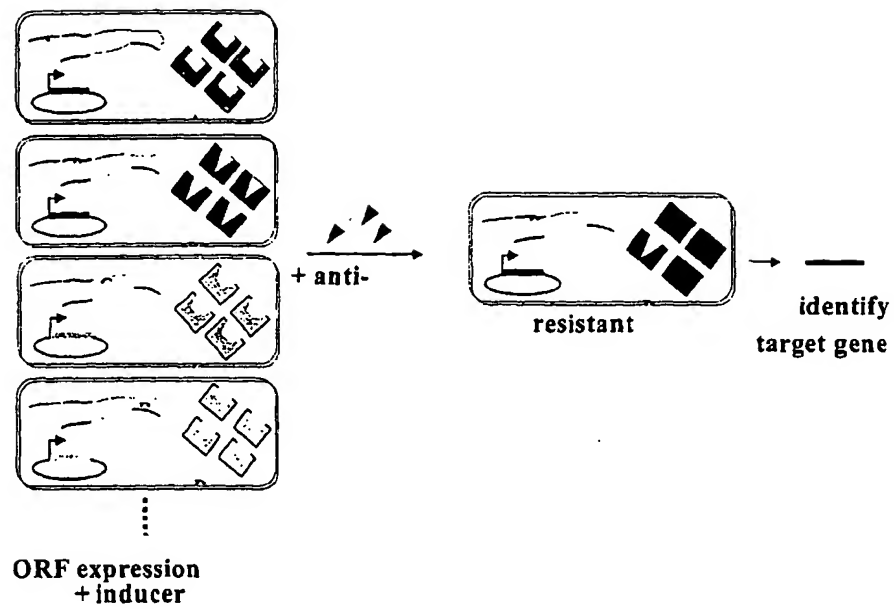 + anti-
resistant
identify
target gene
ORF expression
+ inducer